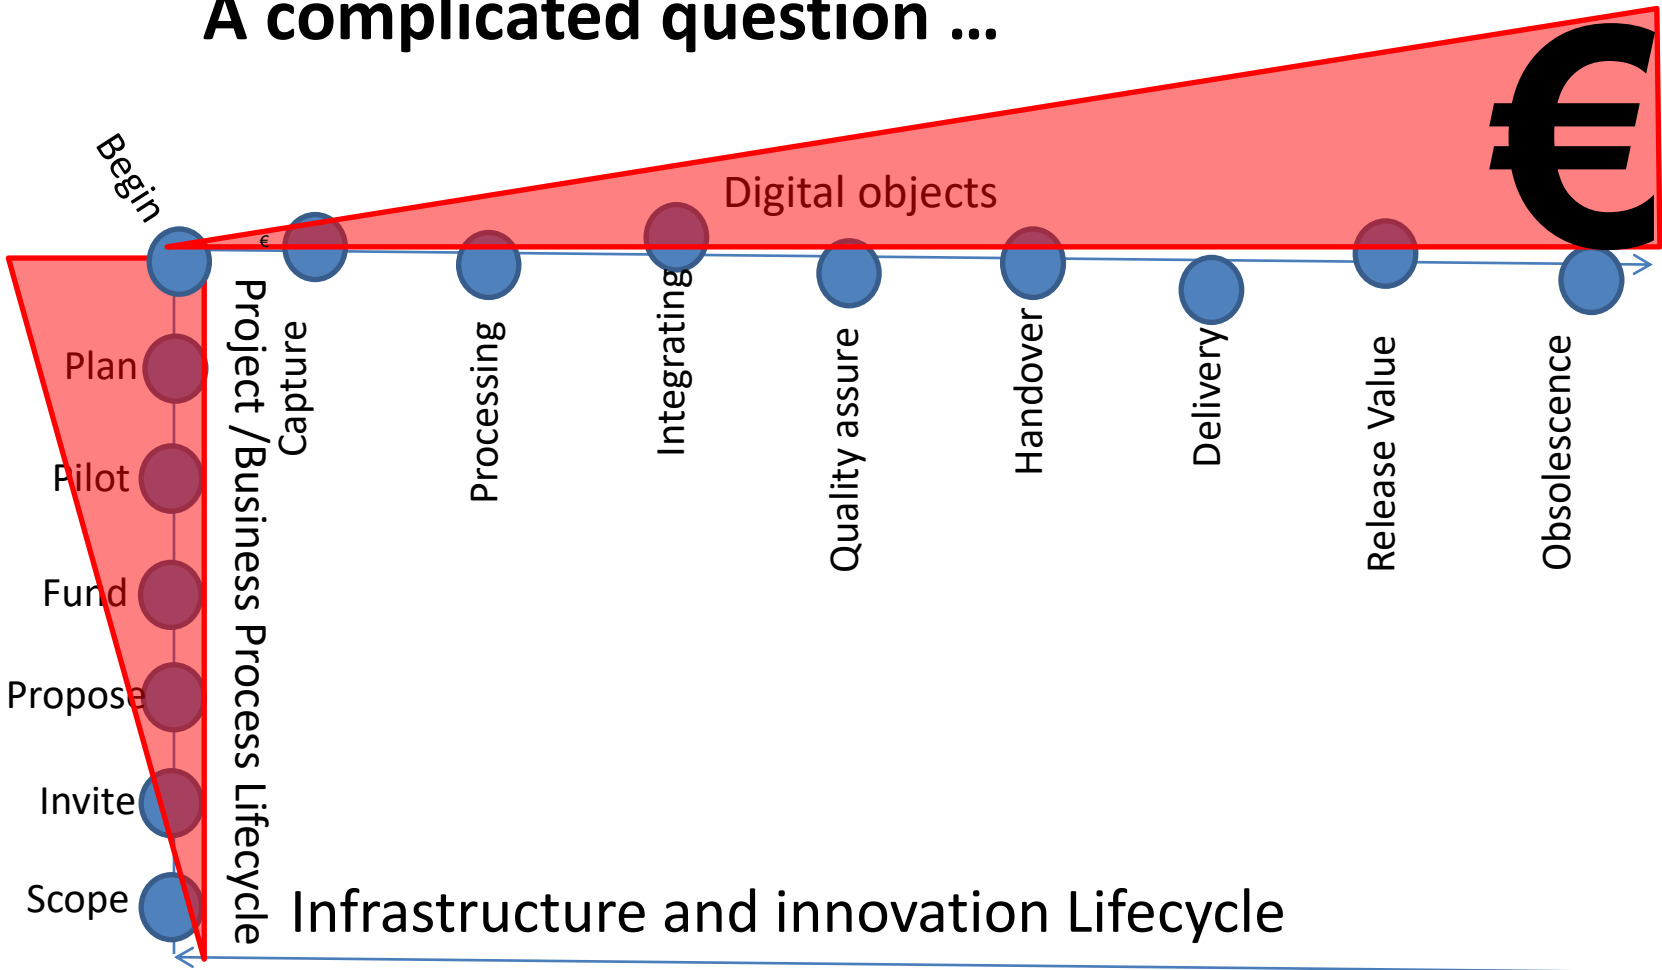 A complicated question ...
€
Begin
Digital objects
€
Capture
Processing
Integrating
Quality assure
Handover
Delivery
Release Value
Obsolescence
Project /Business Process Lifecycle
Plan
Pilot
Fund
Propose
Invite
Scope
Infrastructure and innovation Lifecycle